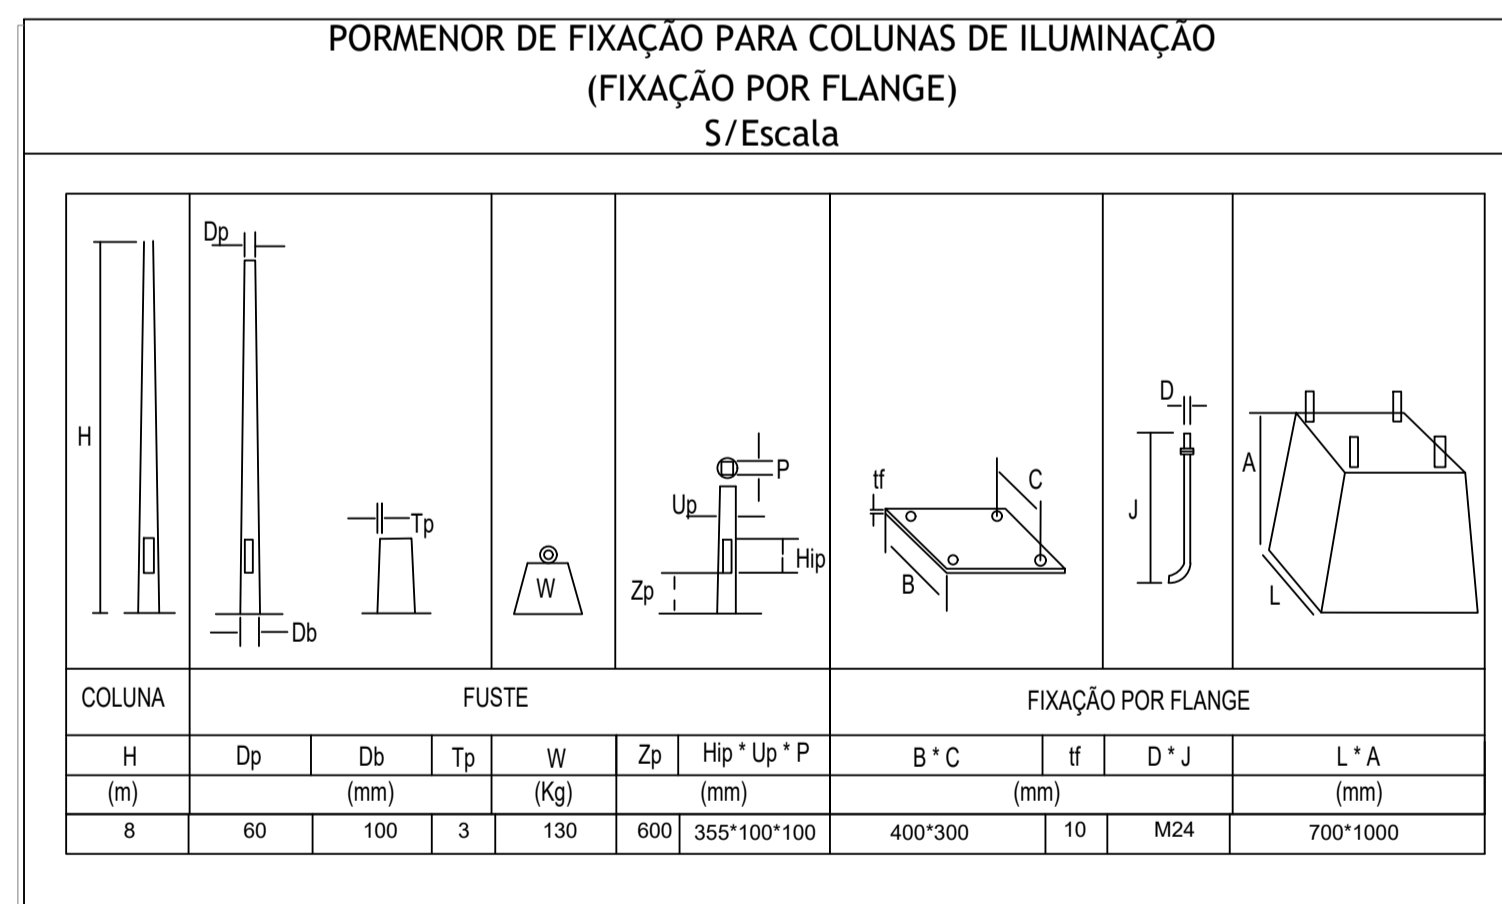 PORMENOR DE FIXAÇÃO PARA COLUNAS DE ILUMINAÇÃO
(FIXAÇÃO POR FLANGE)
S/Escala
H
Dp
Db
Tp
W
P
Up
Hip
Zp
tf
C
B
D
J
A
L
COLUNA FUSTE FIXAÇÃO POR FLANGE
H Dp Db Tp W Zp Hip * Up * P B * C tf D * J L * A
(m) (mm) (Kg) (mm) (mm) (mm)
8 60 100 3 130 600 355*100*100 400*300 10 M24 700*1000